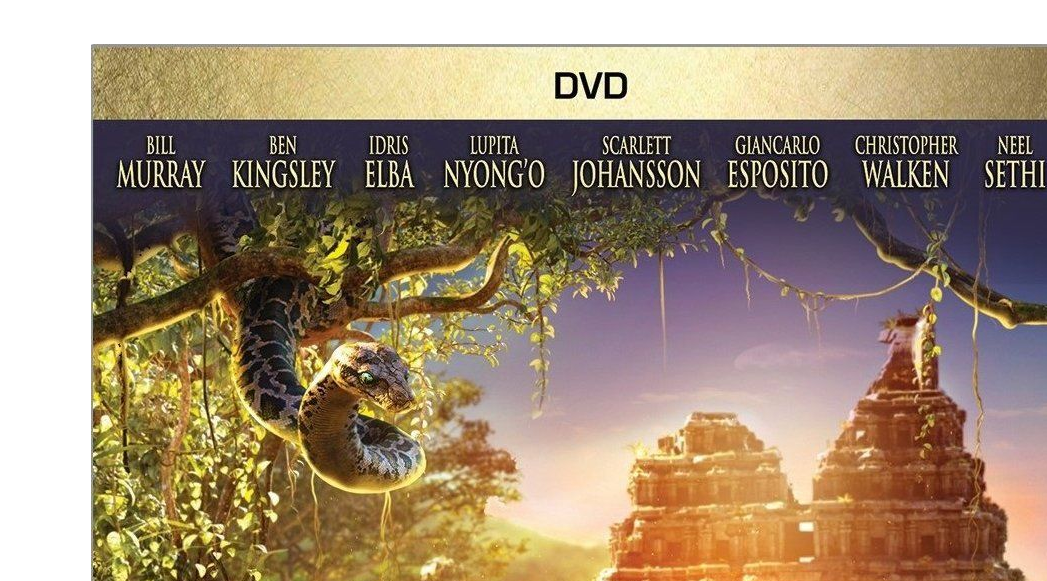 DVD
BILL MURRAY
BEN KINGSLEY
IDRIS ELBA
LUPITA NYONG'O
SCARLETT JOHANSSON
GIANCARLO ESPOSITO
CHRISTOPHER WALKEN
NEEL SETHI